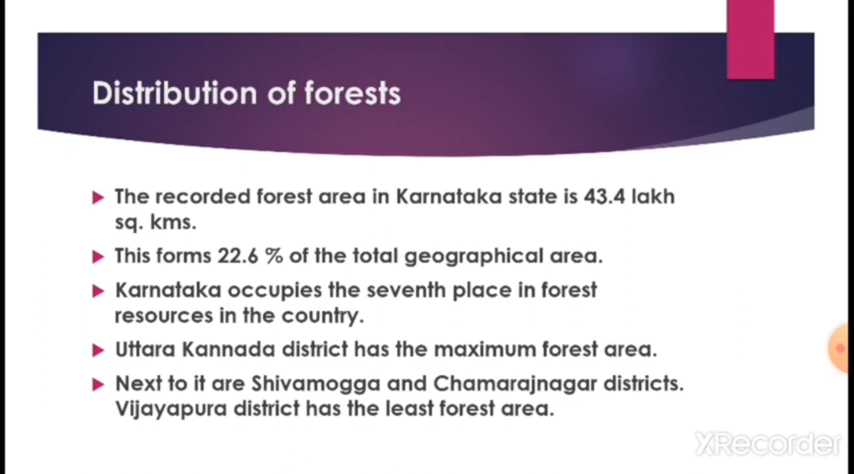 Distribution of forests
The recorded forest area in Karnataka state is 43.4 lakh
sq. kms.
This forms 22.6 % of the total geographical area.
Karnataka occupies the seventh place in forest
resources in the country.
Uttara Kannada district has the maximum forest area.
Next to it are Shivamogga and Chamarajnagar districts.
Vijayapura district has the least forest area.
XRecorder